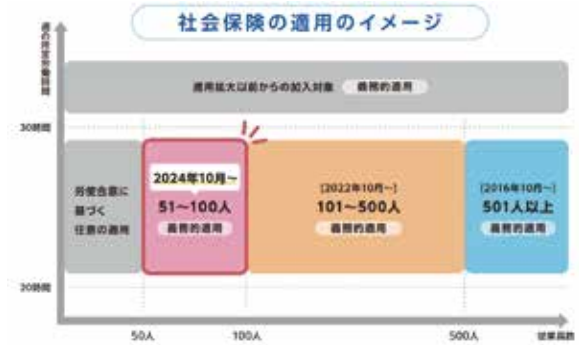 社会保険の適用のイメージ
週の所定労働時間
適用拡大以前からの加入対象 義務的適用
30時間
労使合意に
基づく
任意の適用
2024年10月～
51～100人
義務的適用
[2022年10月～]
101～500人
義務的適用
[2016年10月～]
501人以上
義務的適用
20時間
50人
100人
500人
従業員数